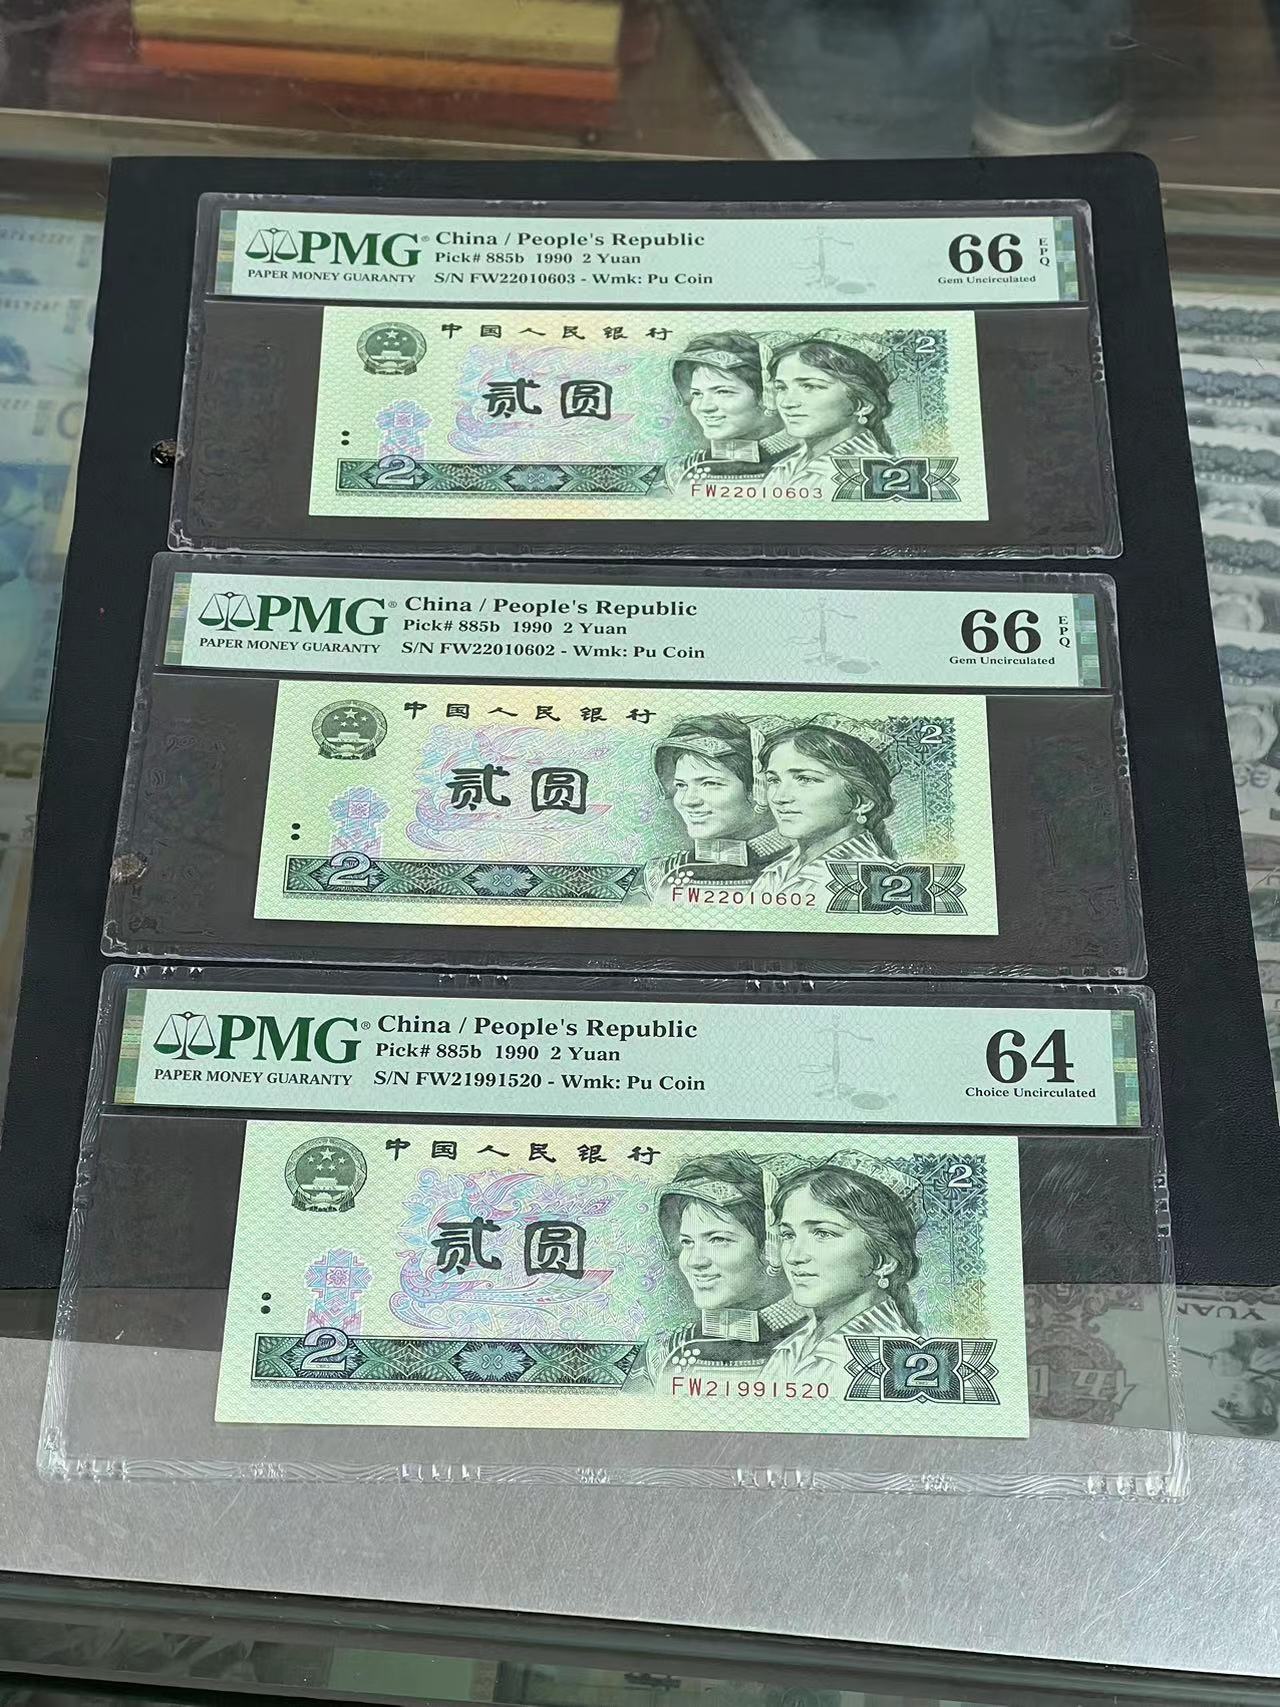 PMG® China / People's Republic
66 EPQ
Pick# 885b 1990 2 Yuan
PAPER MONEY GUARANTY S/N FW22010603 - Wmk: Pu Coin
Gem Uncirculated
中国人民银行
2
贰圆
2
FW22010603
2
PMG® China / People's Republic
66 EPQ
Pick# 885b 1990 2 Yuan
PAPER MONEY GUARANTY S/N FW22010602 - Wmk: Pu Coin
Gem Uncirculated
中国人民银行
2
贰圆
2
FW22010602
2
PMG® China / People's Republic
64
Pick# 885b 1990 2 Yuan
PAPER MONEY GUARANTY S/N FW21991520 - Wmk: Pu Coin
Choice Uncirculated
中国人民银行
2
贰圆
2
FW21991520
2
YUAN